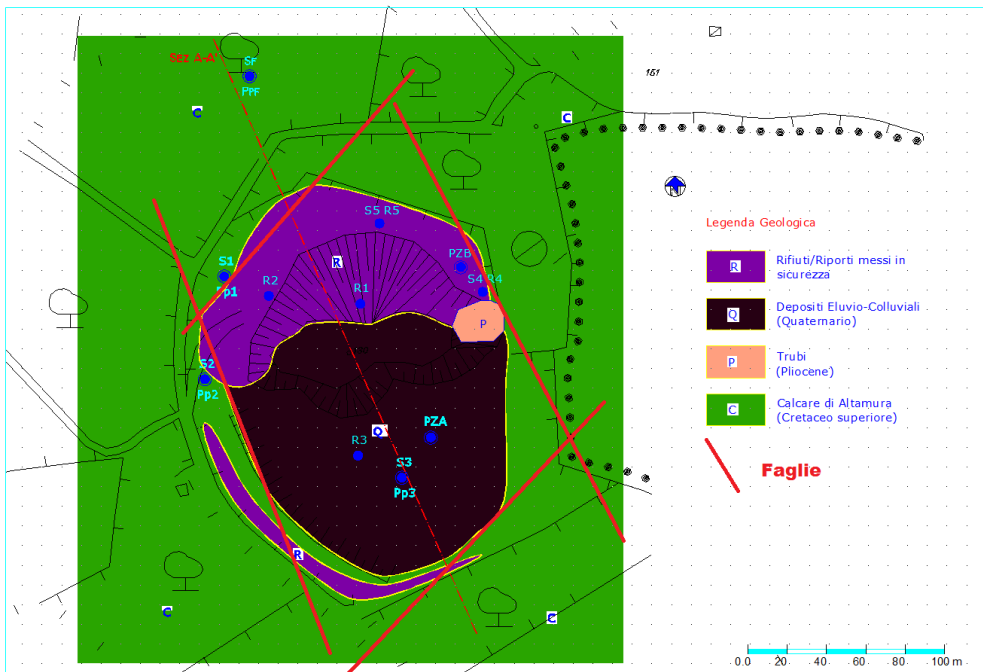 SEZ A-A'
SF
PPF
C
C
161
N
S5 R5
PZB
S1
Pp1
R2
R
R1
S4 R4
P
S2
Pp2
Q
PZA
R3
S3
Pp3
R
C
C
Legenda Geologica
R Rifiuti/Riporti messi in
sicurezza
Q Depositi Eluvio-Colluviali
(Quaternario)
P Trubi
(Pliocene)
C Calcare di Altamura
(Cretaceo superiore)
Faglie
0.0 20 40 60 80 100 m